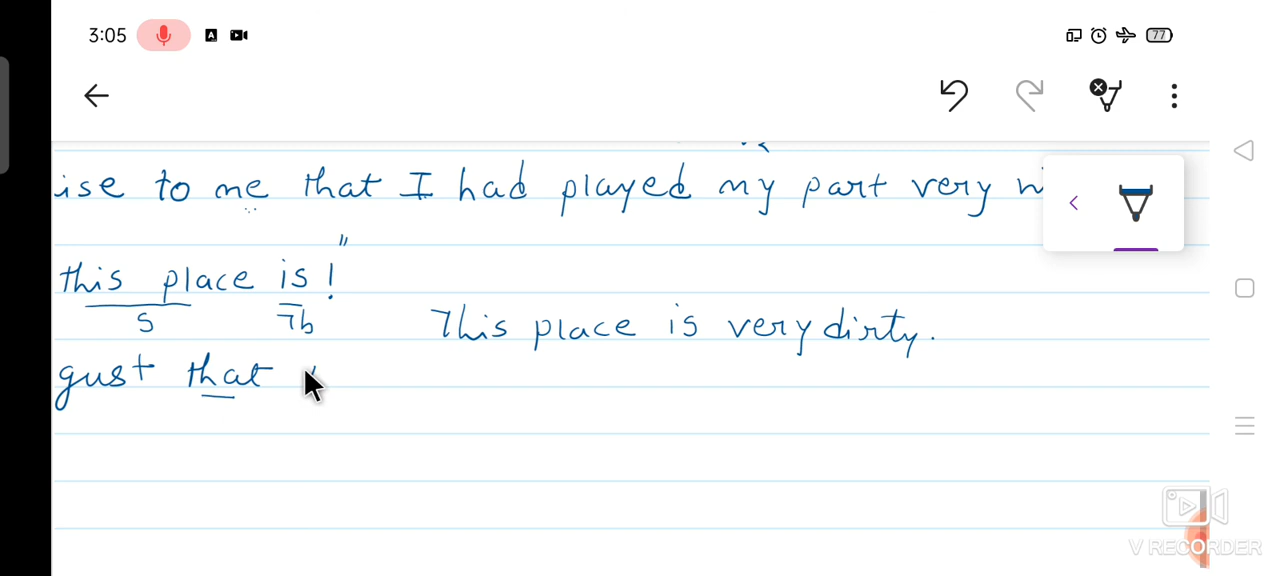 3:05
A
77
ise to me that I had played my part very
this place is!"
S
This place is very dirty.
gust that
V RECORDER